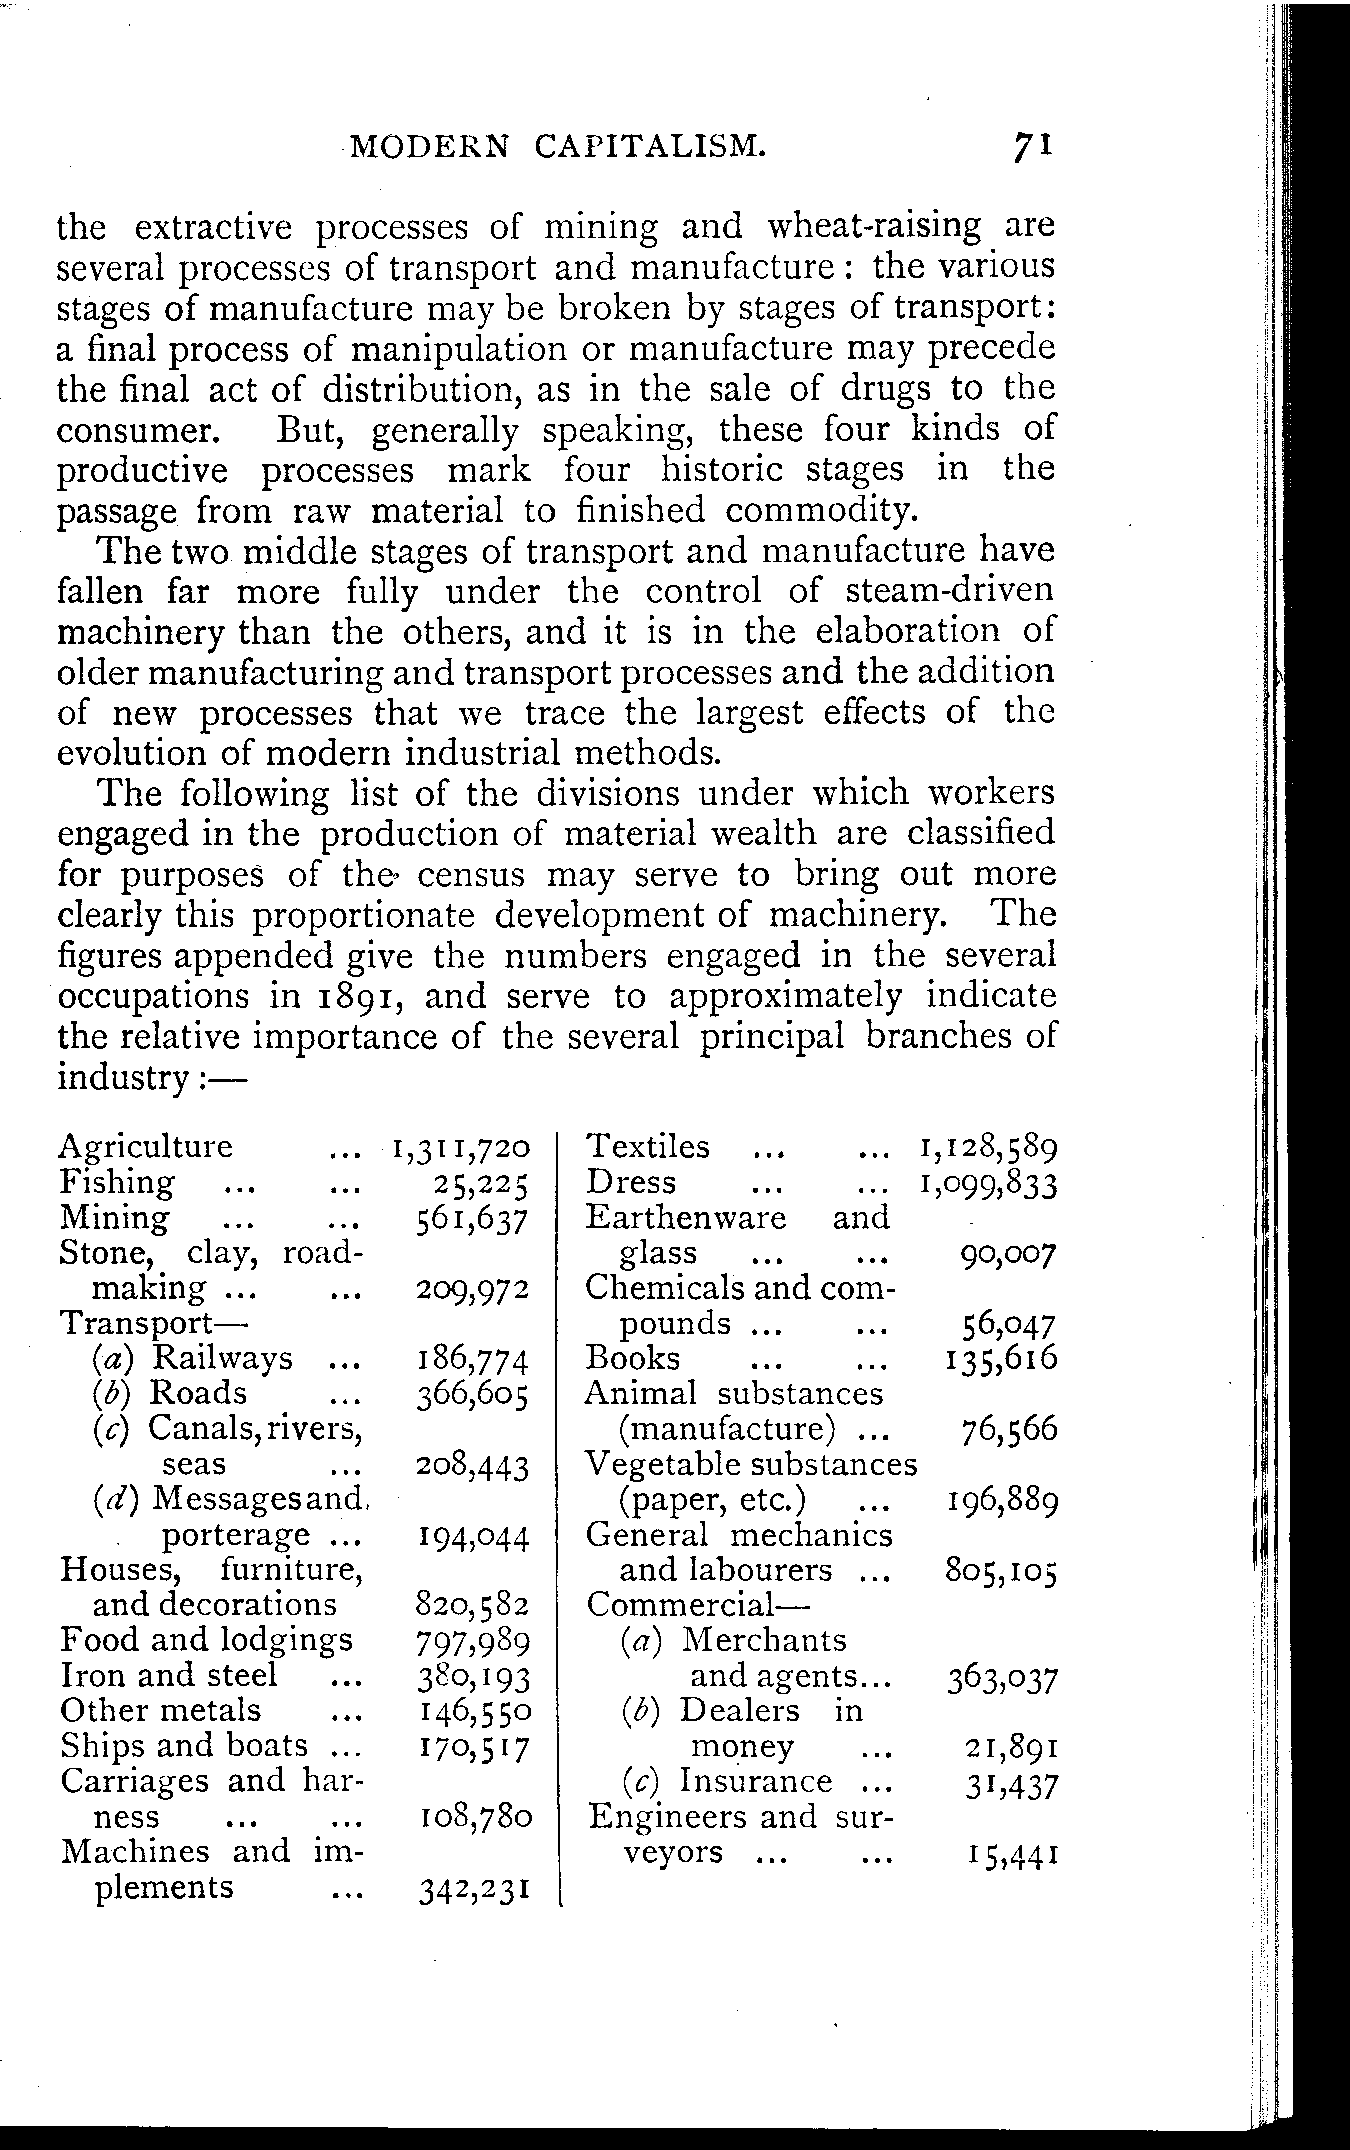 MODERN CAPITALISM. 71
the extractive processes of mining and wheat-raising are
several processes of transport and manufacture : the various
stages of manufacture may be broken by stages of transport:
a final process of manipulation or manufacture may precede
the final act of distribution, as in the sale of drugs to the
consumer. But, generally speaking, these four kinds of
productive processes mark four historic stages in the
passage from raw material to finished commodity.
The two middle stages of transport and manufacture have
fallen far more fully under the control of steam-driven
machinery than the others, and it is in the elaboration of
older manufacturing and transport processes and the addition
of new processes that we trace the largest effects of the
evolution of modern industrial methods.
The following list of the divisions under which workers
engaged in the production of material wealth are classified
for purposes of the census may serve to bring out more
clearly this proportionate development of machinery. The
figures appended give the numbers engaged in the several
occupations in 1891, and serve to approximately indicate
the relative importance of the several principal branches of
industry :—
Agriculture ... 1,311,720
Fishing ... ... 25,225
Mining ... ... 561,637
Stone, clay, road-
making ... ... 209,972
Transport—
(a) Railways ... 186,774
(b) Roads ... 366,605
(c) Canals, rivers,
seas ... 208,443
(d) Messages and
porterage ... 194,044
Houses, furniture,
and decorations 820,582
Food and lodgings 797,989
Iron and steel ... 380,193
Other metals ... 146,550
Ships and boats ... 170,517
Carriages and har-
ness ... ... 108,780
Machines and im-
plements ... 342,231
Textiles ... ... 1,128,589
Dress ... ... 1,099,833
Earthenware and
glass ... ... 90,007
Chemicals and com-
pounds ... ... 56,047
Books ... ... 135,616
Animal substances
(manufacture) ... 76,566
Vegetable substances
(paper, etc.) ... 196,889
General mechanics
and labourers ... 805,105
Commercial—
(a) Merchants
and agents... 363,037
(b) Dealers in
money ... 21,891
(c) Insurance ... 31,437
Engineers and sur-
veyors ... ... 15,441